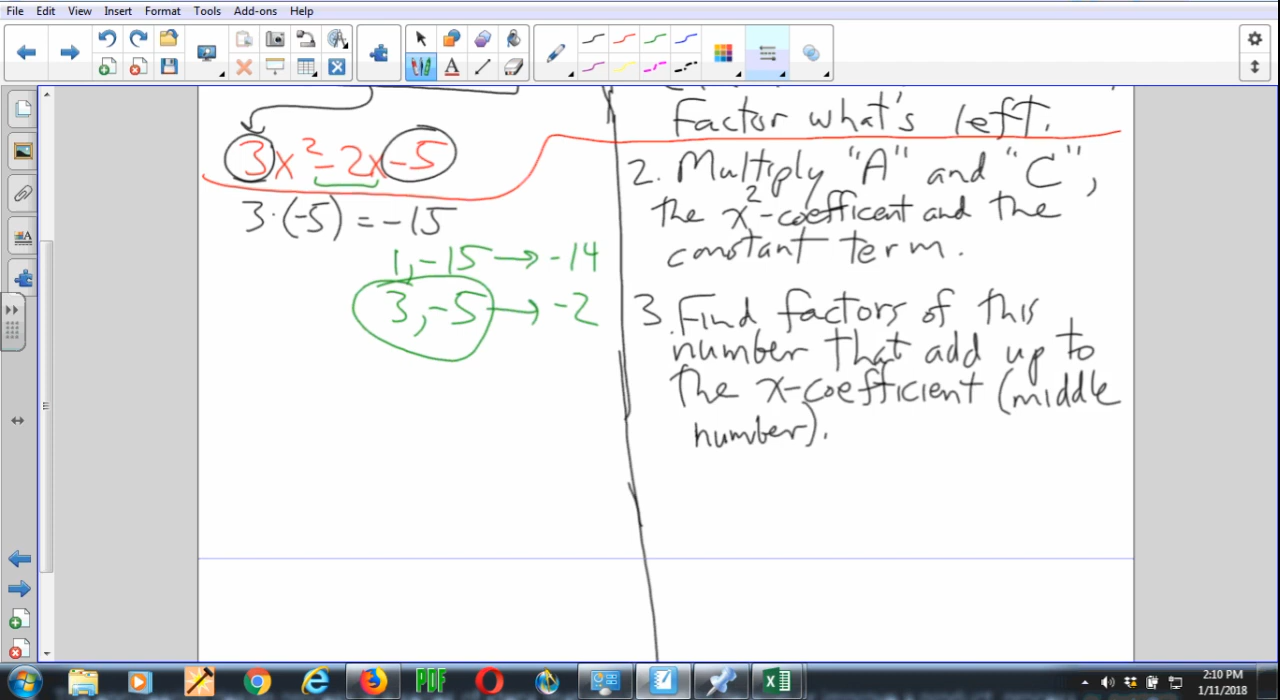 File Edit View Insert Format Tools Add-ons Help
Factor what's left.
3x² - 2x - 5
3·(-5) = -15
1, -15 → -14
3, -5 → -2
2. Multiply "A" and "C",
the x²-coefficent and the
constant term.
3. Find factors of this
number that add up to
the x-coefficient (middle
number).
PDF
2:10 PM
1/11/2018